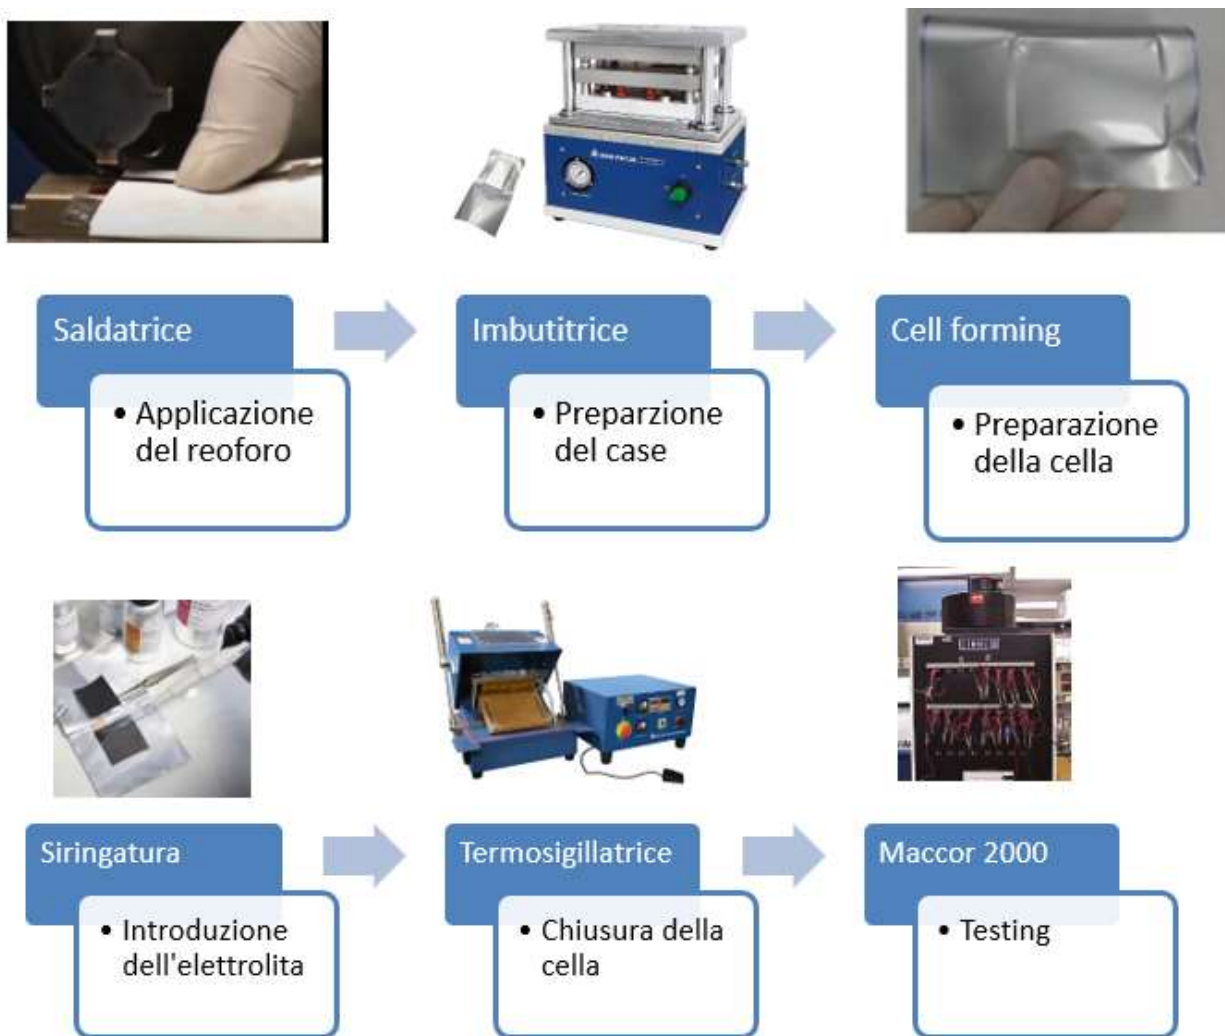 Saldatrice
• Applicazione
del reoforo
Imbutitrice
• Preparzione
del case
Cell forming
• Preparazione
della cella
Siringatura
• Introduzione
dell'elettrolita
Termosigillatrice
• Chiusura della
cella
Maccor 2000
• Testing